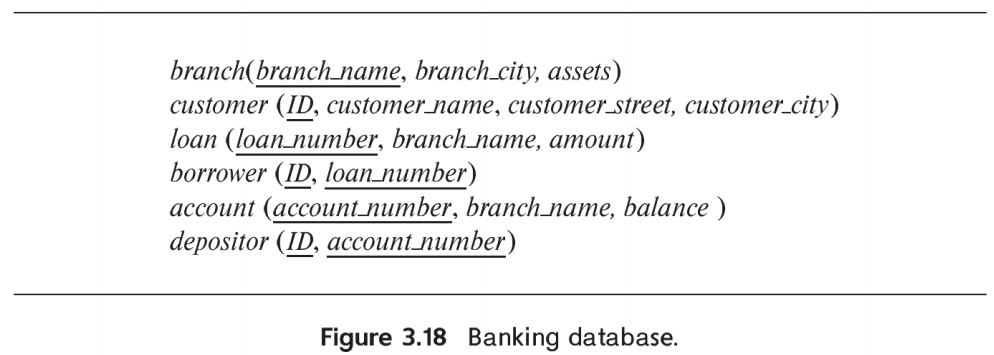 branch(branch_name, branch_city, assets)
customer (ID, customer_name, customer_street, customer_city)
loan (loan_number, branch_name, amount)
borrower (ID, loan_number)
account (account_number, branch_name, balance )
depositor (ID, account_number)
Figure 3.18 Banking database.